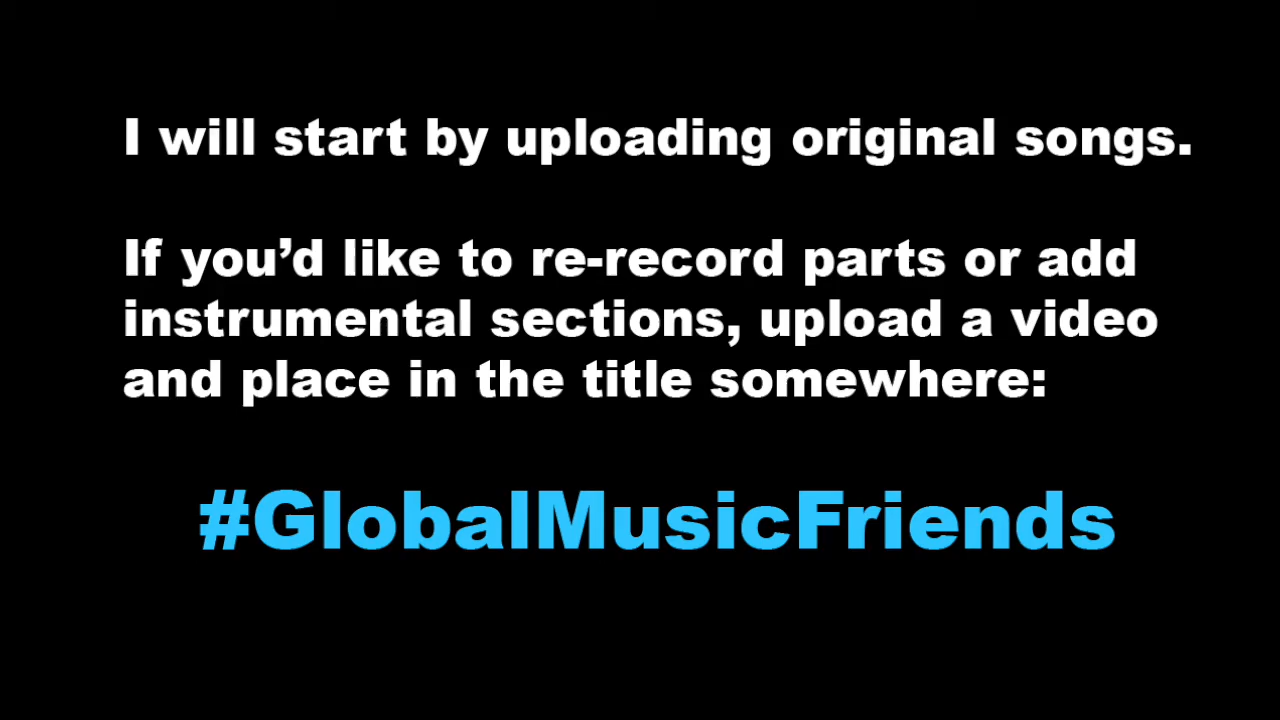 I will start by uploading original songs.
If you’d like to re-record parts or add
instrumental sections, upload a video
and place in the title somewhere:
#GlobalMusicFriends